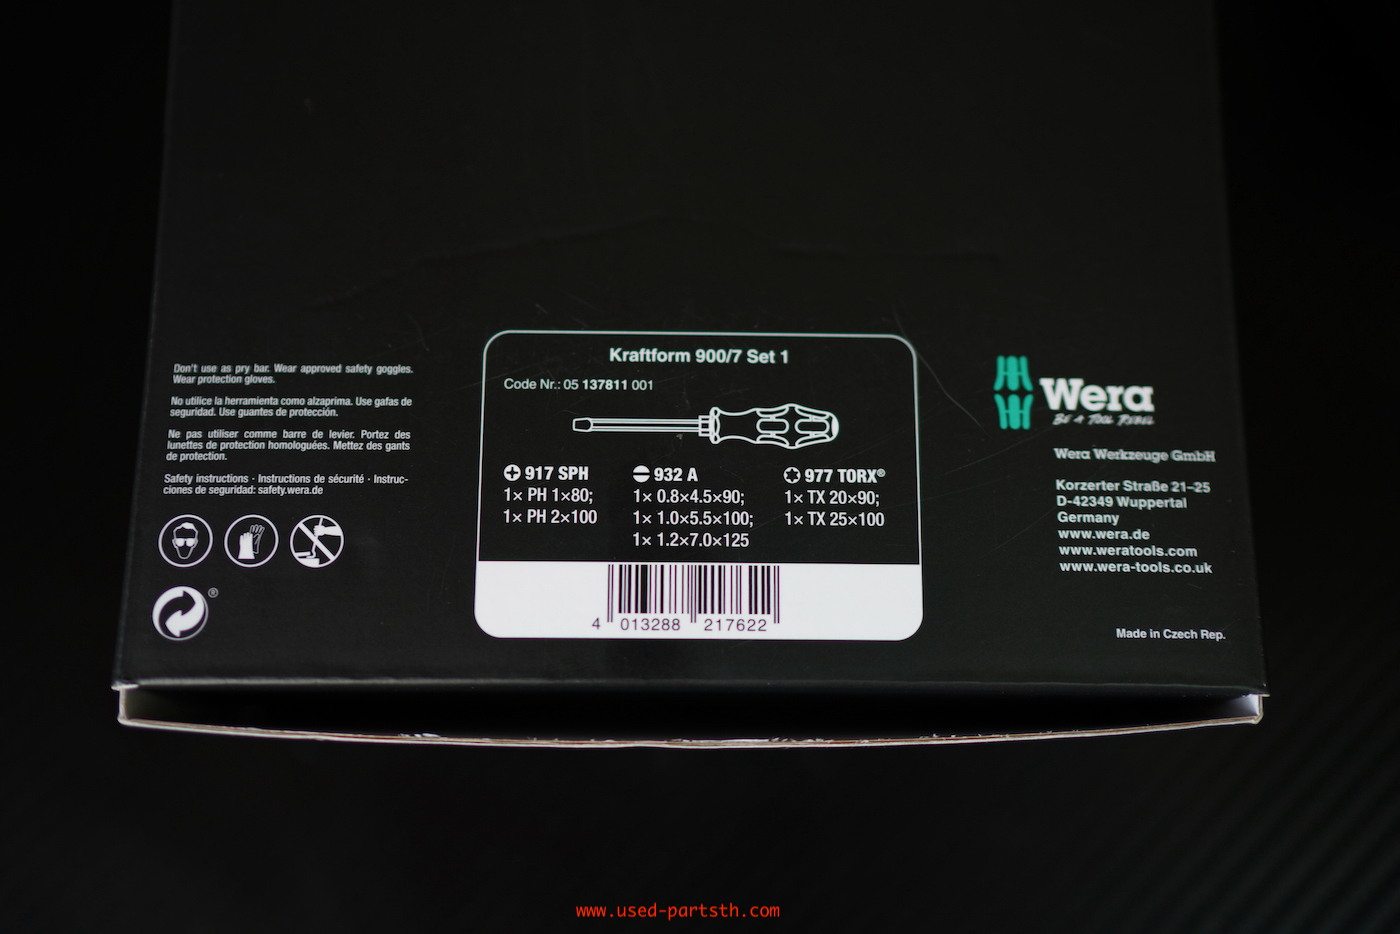 Don't use as pry bar. Wear approved safety goggles.
Wear protection gloves.
No utilice la herramienta como alzaprima. Use gafas de
seguridad. Use guantes de protección.
Ne pas utiliser comme barre de levier. Portez des
lunettes de protection homologuées. Mettez des gants
de protection.
Safety instructions · Instructions de sécurité · Instruc-
ciones de seguridad: safety.wera.de
®
Kraftform 900/7 Set 1
Code Nr.: 05 137811 001
917 SPH
1× PH 1×80;
1× PH 2×100
932 A
1× 0.8×4.5×90;
1× 1.0×5.5×100;
1× 1.2×7.0×125
977 TORX®
1× TX 20×90;
1× TX 25×100
4 013288 217622
Wera
BE A TOOL REBEL
Wera Werkzeuge GmbH
Korzerter Straße 21–25
D-42349 Wuppertal
Germany
www.wera.de
www.weratools.com
www.wera-tools.co.uk
Made in Czech Rep.
www.used-partsth.com